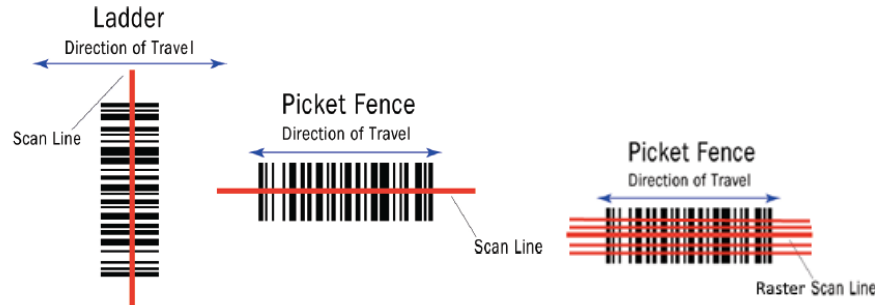 Ladder
Direction of Travel
Scan Line
Picket Fence
Direction of Travel
Scan Line
Picket Fence
Direction of Travel
Raster Scan Line